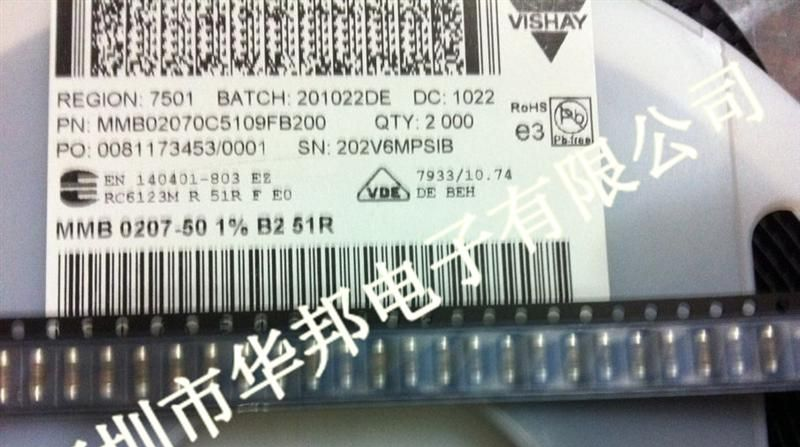 VISHAY
REGION: 7501 BATCH: 201022DE DC: 1022
PN: MMB02070C5109FB200 QTY: 2 000
PO: 0081173453/0001 SN: 202V6MPSIB
RoHS
e3
Pb
Pb-free
EN 140401-803 EZ
RC6123M R 51R F E0
VDE
7933/10.74
DE BEH
MMB 0207-50 1% B2 51R
圳市华邦电子有限公司